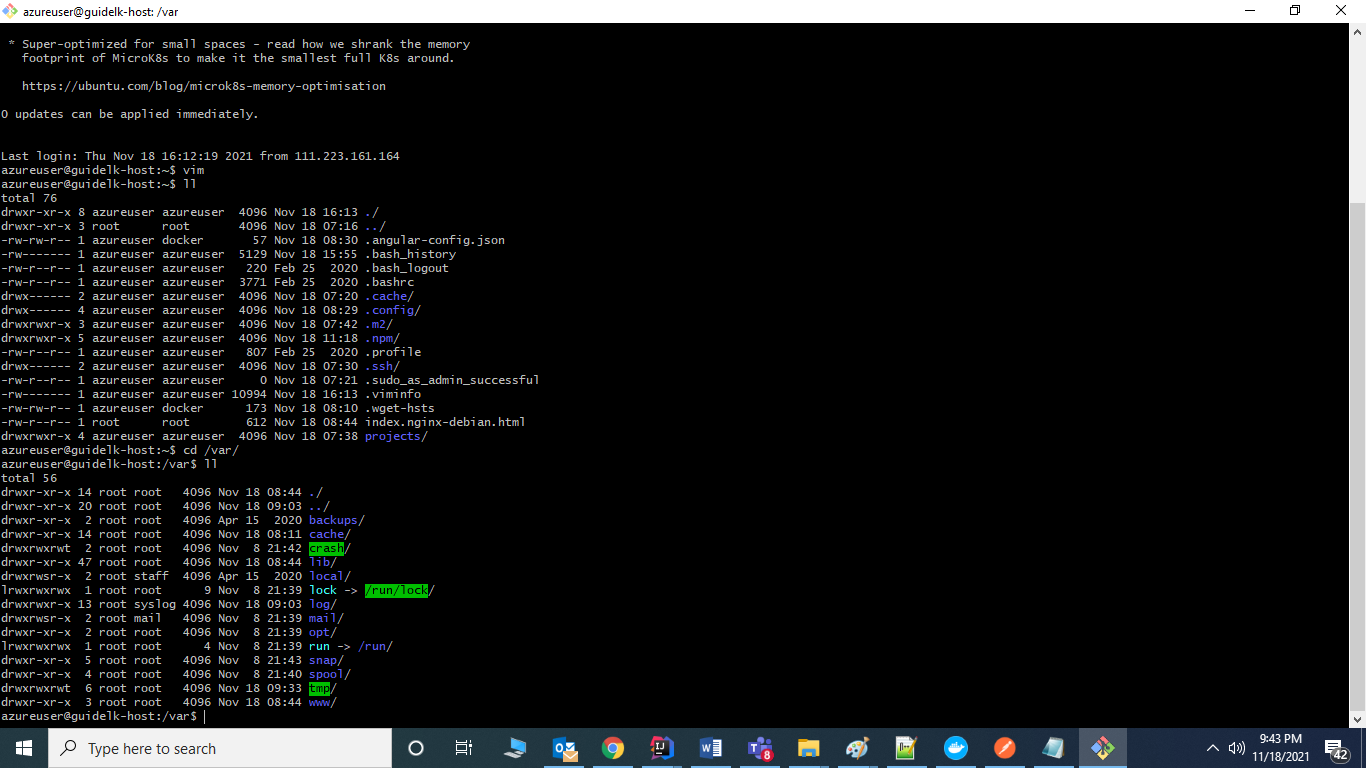 azureuser@guidelk-host: /var
 * Super-optimized for small spaces - read how we shrank the memory
   footprint of MicroK8s to make it the smallest full K8s around.
   https://ubuntu.com/blog/microk8s-memory-optimisation
0 updates can be applied immediately.
Last login: Thu Nov 18 16:12:19 2021 from 111.223.161.164
azureuser@guidelk-host:~$ vim
azureuser@guidelk-host:~$ ll
total 76
drwxr-xr-x 8 azureuser azureuser  4096 Nov 18 16:13 ./
drwxr-xr-x 3 root      root       4096 Nov 18 07:16 ../
-rw-rw-r-- 1 azureuser docker       57 Nov 18 08:30 .angular-config.json
-rw------- 1 azureuser azureuser  5129 Nov 18 15:55 .bash_history
-rw-r--r-- 1 azureuser azureuser   220 Feb 25  2020 .bash_logout
-rw-r--r-- 1 azureuser azureuser  3771 Feb 25  2020 .bashrc
drwx------ 2 azureuser azureuser  4096 Nov 18 07:20 .cache/
drwx------ 4 azureuser azureuser  4096 Nov 18 08:29 .config/
drwxrwxr-x 3 azureuser azureuser  4096 Nov 18 07:42 .m2/
drwxrwxr-x 5 azureuser azureuser  4096 Nov 18 11:18 .npm/
-rw-r--r-- 1 azureuser azureuser   807 Feb 25  2020 .profile
drwx------ 2 azureuser azureuser  4096 Nov 18 07:30 .ssh/
-rw-r--r-- 1 azureuser azureuser     0 Nov 18 07:21 .sudo_as_admin_successful
-rw------- 1 azureuser azureuser 10994 Nov 18 16:13 .viminfo
-rw-rw-r-- 1 azureuser docker      173 Nov 18 08:10 .wget-hsts
-rw-r--r-- 1 root      root        612 Nov 18 08:44 index.nginx-debian.html
drwxrwxr-x 4 azureuser azureuser  4096 Nov 18 07:38 projects/
azureuser@guidelk-host:~$ cd /var/
azureuser@guidelk-host:/var$ ll
total 56
drwxr-xr-x 14 root root   4096 Nov 18 08:44 ./
drwxr-xr-x 20 root root   4096 Nov 18 09:03 ../
drwxr-xr-x  2 root root   4096 Apr 15  2020 backups/
drwxr-xr-x 14 root root   4096 Nov 18 08:11 cache/
drwxrwxrwt  2 root root   4096 Nov  8 21:42 crash/
drwxr-xr-x 47 root root   4096 Nov 18 08:44 lib/
drwxrwsr-x  2 root staff  4096 Apr 15  2020 local/
lrwxrwxrwx  1 root root      9 Nov  8 21:39 lock -> /run/lock/
drwxrwxr-x 13 root syslog 4096 Nov 18 09:03 log/
drwxrwsr-x  2 root mail   4096 Nov  8 21:39 mail/
drwxr-xr-x  2 root root   4096 Nov  8 21:39 opt/
lrwxrwxrwx  1 root root      4 Nov  8 21:39 run -> /run/
drwxr-xr-x  5 root root   4096 Nov  8 21:43 snap/
drwxr-xr-x  4 root root   4096 Nov  8 21:40 spool/
drwxrwxrwt  6 root root   4096 Nov 18 09:33 tmp/
drwxr-xr-x  3 root root   4096 Nov 18 08:44 www/
azureuser@guidelk-host:/var$
Type here to search
8
9:43 PM
11/18/2021
42